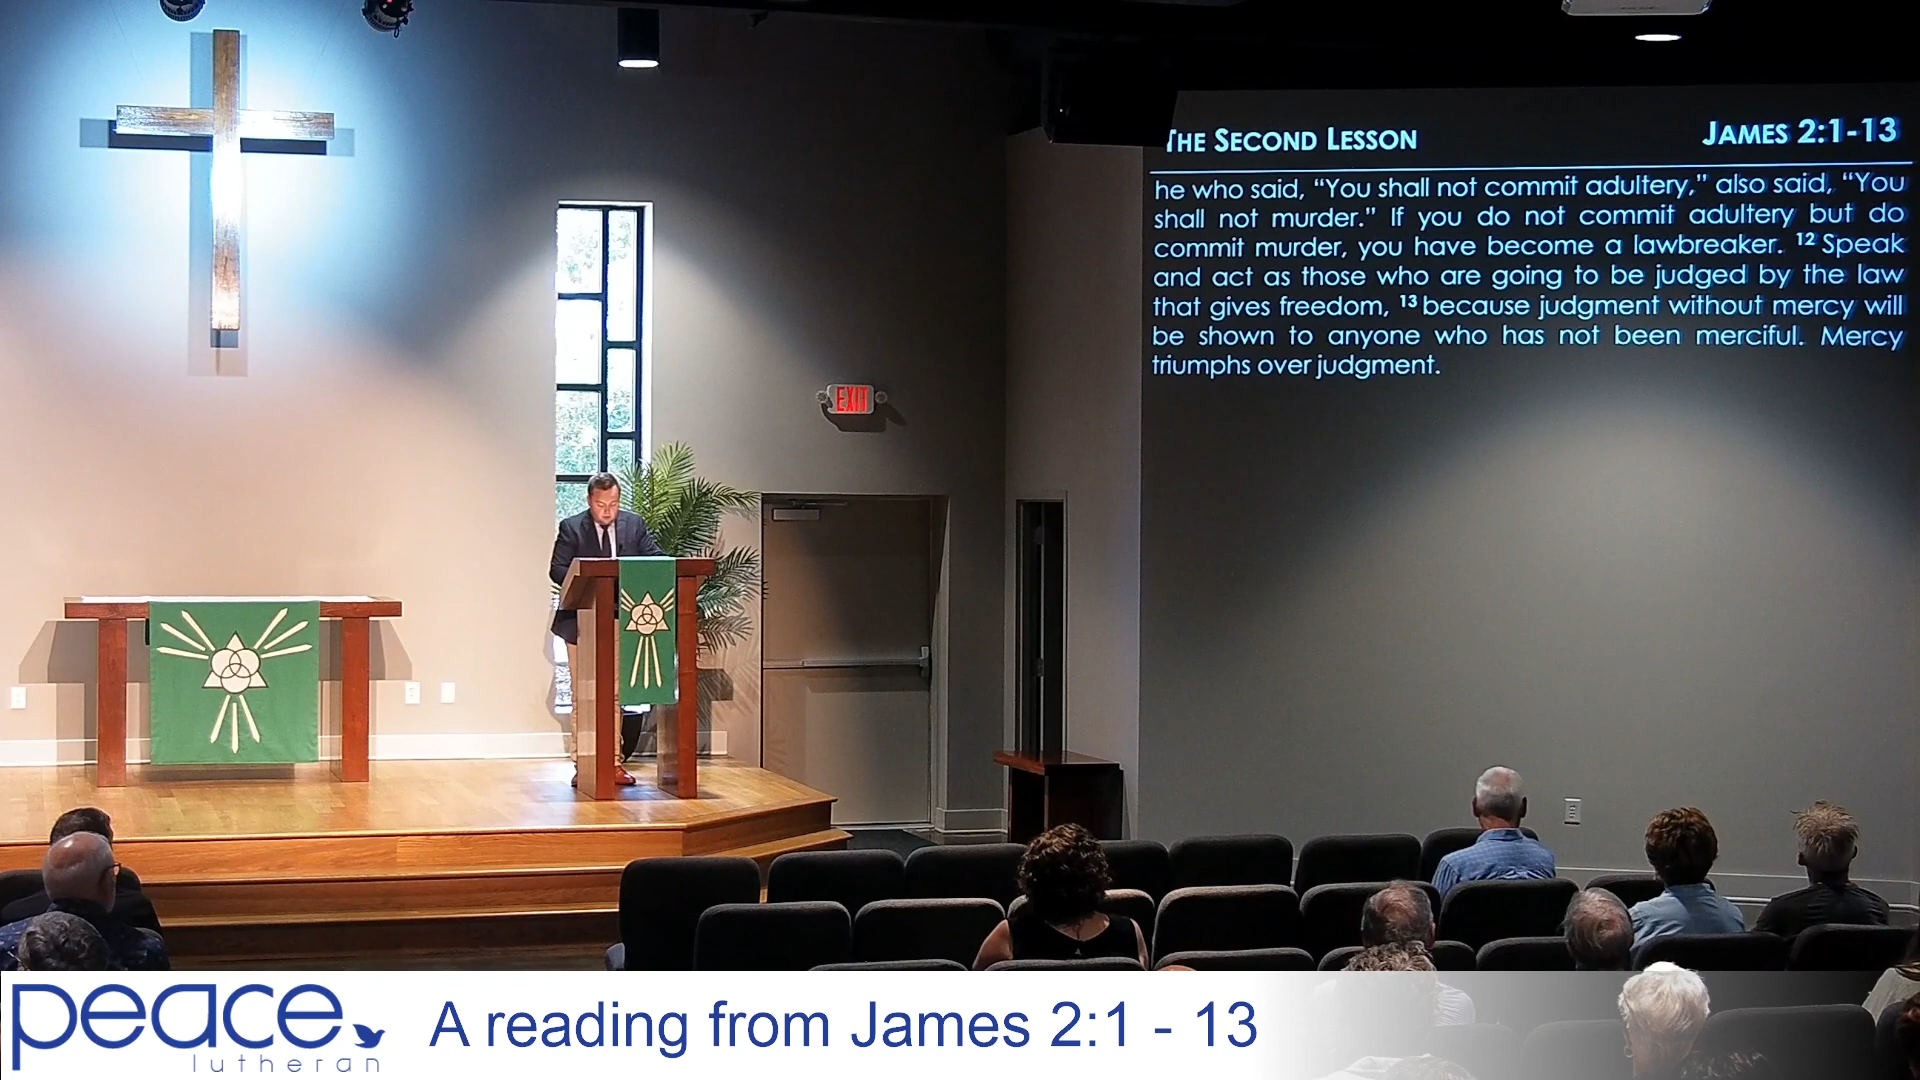 THE SECOND LESSON
JAMES 2:1-13
he who said, “You shall not commit adultery,” also said, “You
shall not murder.” If you do not commit adultery but do
commit murder, you have become a lawbreaker. 12 Speak
and act as those who are going to be judged by the law
that gives freedom, 13 because judgment without mercy will
be shown to anyone who has not been merciful. Mercy
triumphs over judgment.
EXIT
peace
lutheran
A reading from James 2:1 - 13